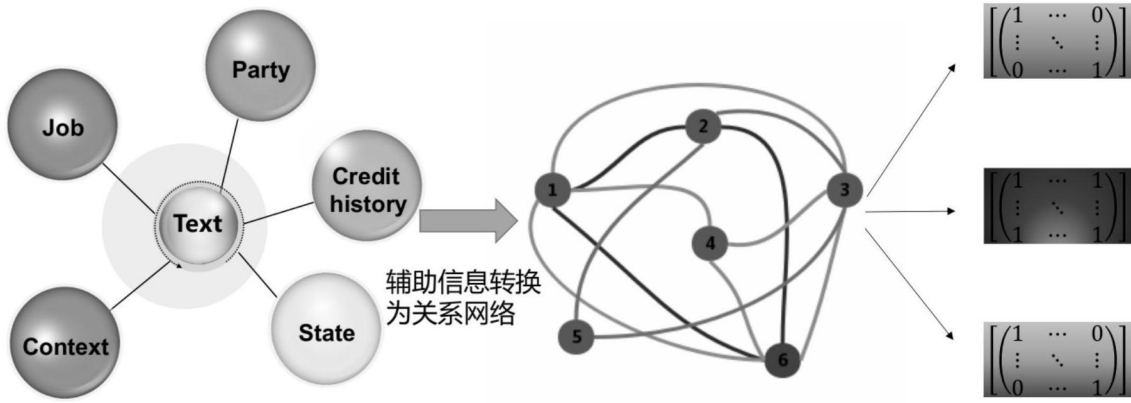 Party
Job
Credit
history
Text
Context
State
辅助信息转换
为关系网络
1
2
3
4
5
6
[(1 ⋯ 0
⋮ ⋱ ⋮
0 ⋯ 1)]
[(1 ⋯ 1
⋮ ⋱ ⋮
1 ⋯ 1)]
[(1 ⋯ 0
⋮ ⋱ ⋮
0 ⋯ 1)]